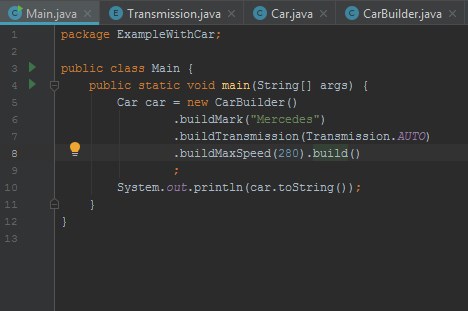 Main.java Transmission.java Car.java CarBuilder.java
1 package ExampleWithCar;
2
3 public class Main {
4 public static void main(String[] args) {
5 Car car = new CarBuilder()
6 .buildMark("Mercedes")
7 .buildTransmission(Transmission.AUTO)
8 .buildMaxSpeed(280).build()
9 ;
10 System.out.println(car.toString());
11 }
12 }
13